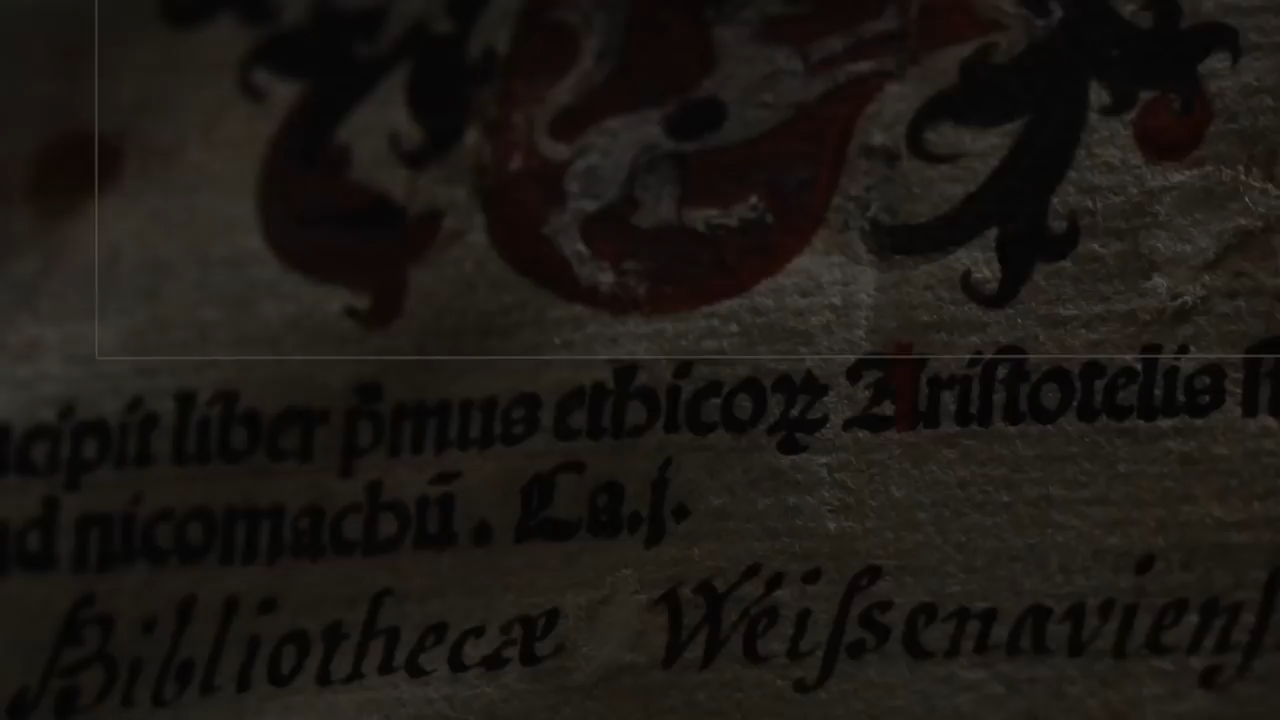 cipit liber p̄mus ethicoꝝ Ariſtotelis
ad nicomachū. Ca.j.
Bibliothecæ Weiſsenavienſ